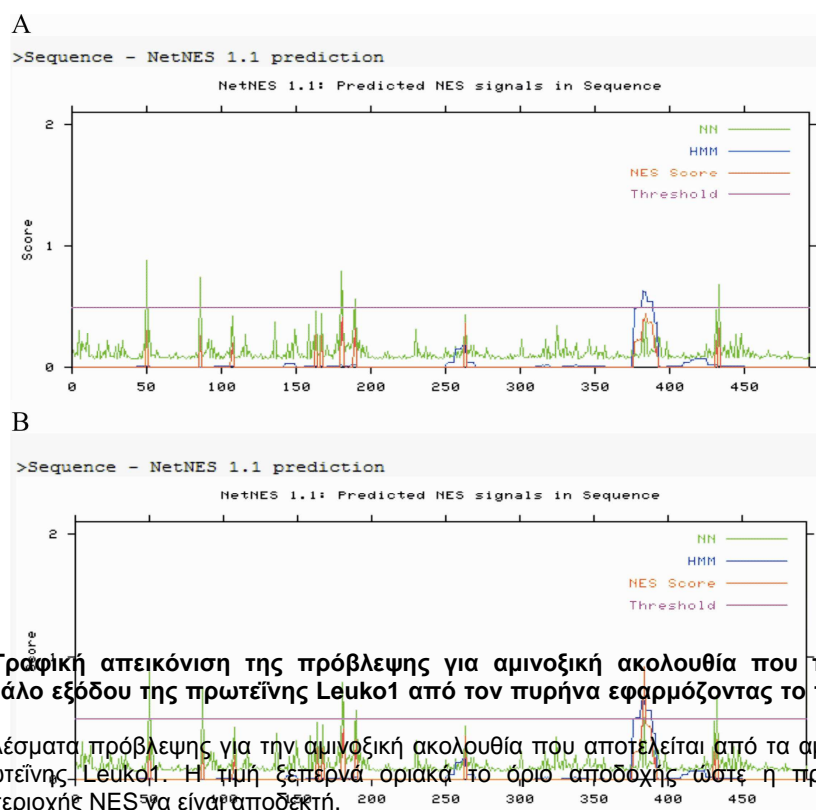 A
>Sequence - NetNES 1.1 prediction
NetNES 1.1: Predicted NES signals in Sequence
2
NN
HMM
NES Score
Threshold
1
Score
0
0 50 100 150 200 250 300 350 400 450
B
>Sequence - NetNES 1.1 prediction
NetNES 1.1: Predicted NES signals in Sequence
2
NN
HMM
NES Score
Threshold
Γραφική απεικόνιση της πρόβλεψης για αμινοξική ακολουθία που
εξόδου της πρωτεΐνης Leuko1 από τον πυρήνα εφαρμόζοντας το
πρόβλεψης για την αμινοξική ακολουθία που αποτελείται από τα
Leuko1. Η τιμή ξεπερνά οριακά το όριο αποδοχής ώστε η
NES να είναι αποδεκτή.
0 50 100 150 200 250 300 350 400 450